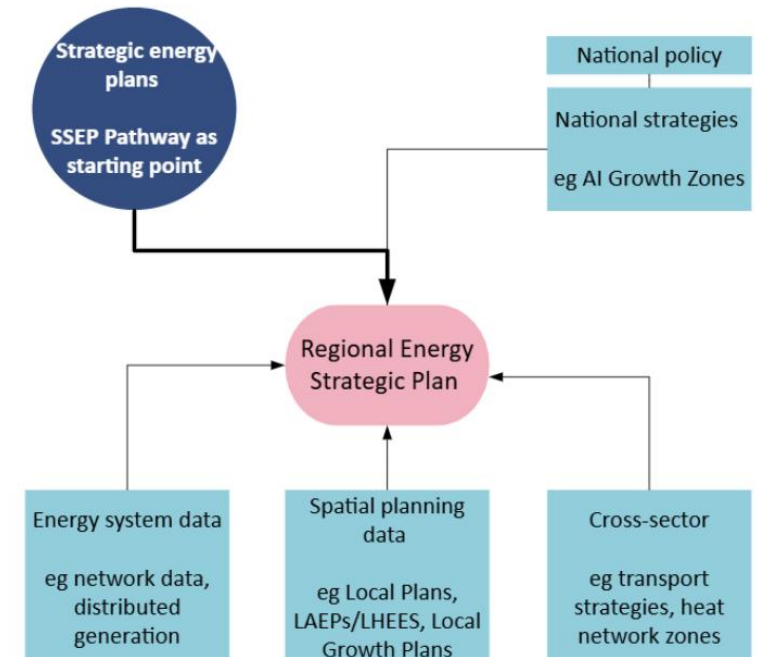 Strategic energy
plans
SSEP Pathway as
starting point
National policy
National strategies
eg AI Growth Zones
Regional Energy
Strategic Plan
Energy system data
eg network data,
distributed
generation
Spatial planning
data
eg Local Plans,
LAEPs/LHEES, Local
Growth Plans
Cross-sector
eg transport
strategies, heat
network zones